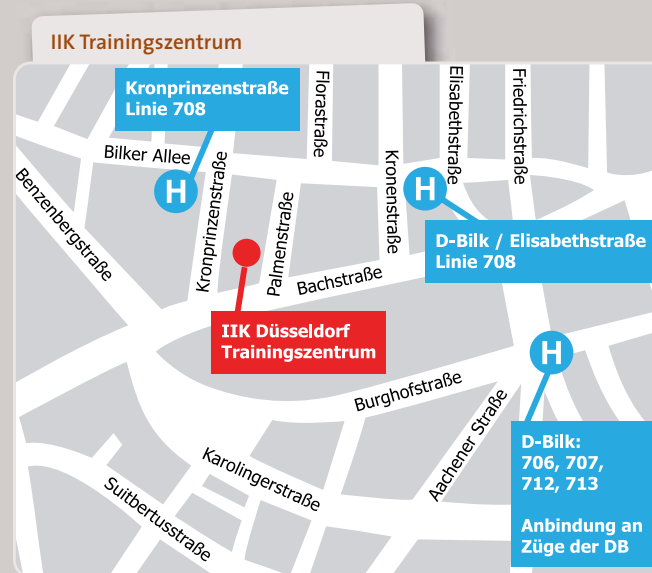 IIK Trainingszentrum
Kronprinzenstraße
Linie 708
Florastraße
Elisabethstraße
Friedrichstraße
Bilker Allee
H
Kronprinzenstraße
Palmenstraße
Kronenstraße
H
Benzenbergstraße
D-Bilk / Elisabethstraße
Linie 708
Bachstraße
IIK Düsseldorf
Trainingszentrum
H
Burghofstraße
Aachener Straße
Karolingerstraße
Suitbertusstraße
D-Bilk:
706, 707,
712, 713
Anbindung an
Züge der DB